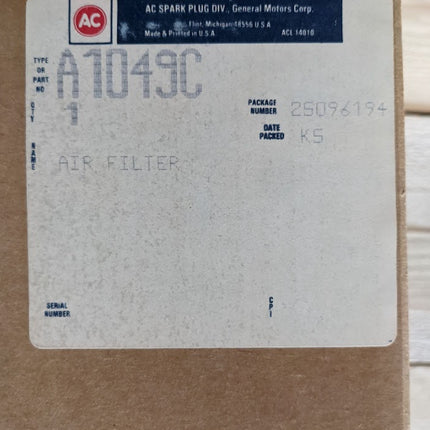 AC
AC SPARK PLUG DIV., General Motors Corp.
Flint, Michigan 48556 U.S.A
Made & Printed in U.S.A ACL 14010
TYPE OR PART NO A1049C
QTY 1
PACKAGE NUMBER 25096194
DATE PACKED K5
NAME AIR FILTER
SERIAL NUMBER
CPI